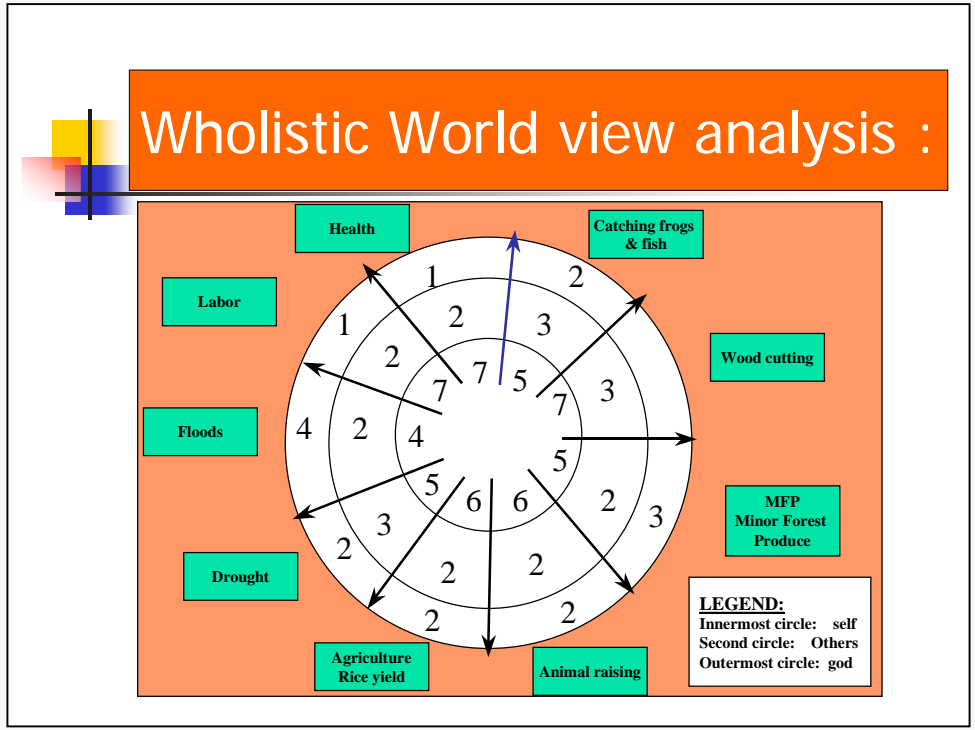 Wholistic World view analysis :
Health
Catching frogs
& fish
Labor
Wood cutting
Floods
MFP
Minor Forest
Produce
Drought
Agriculture
Rice yield
Animal raising
1
2
1
2
3
2
7
7
5
7
3
4
2
4
5
5
6
6
2
3
3
2
2
2
2
2
LEGEND:
Innermost circle: self
Second circle: Others
Outermost circle: god